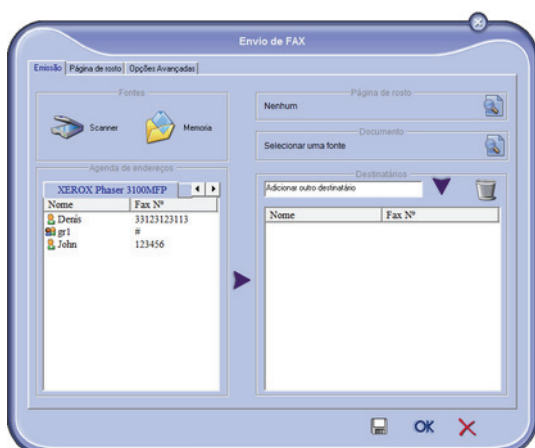 Envio de FAX
Emissão Página de rosto Opções Avançadas
Fontes
Scanner Memoria
Página de rosto
Nenhum
Documento
Selecionar uma fonte
Agenda de endereços
XEROX Phaser 3100MFP
Nome Fax Nº
Denis 33123123113
gr1 #
John 123456
Destinatários
Adicionar outro destinatário
Nome Fax Nº
OK